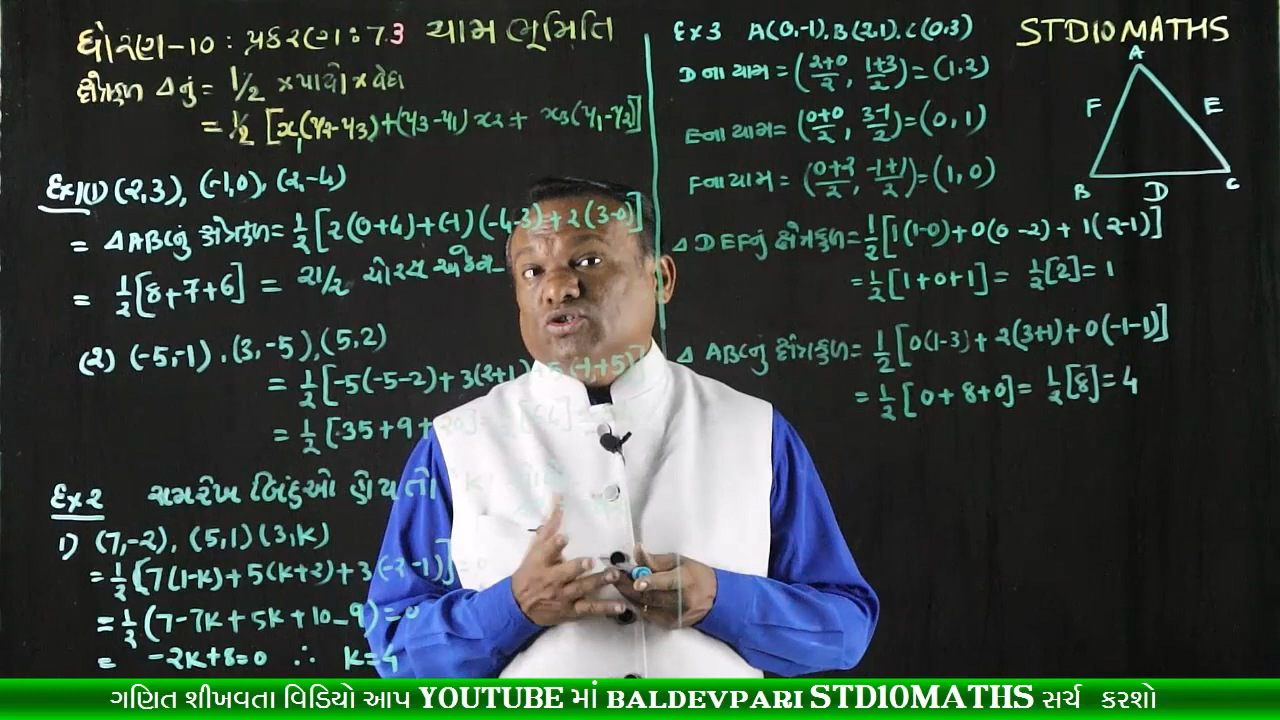 ધોરણ-10 : પ્રકરણ: 7.3 યામ ભૂમિતિ
ક્ષેત્રફળ Δ નું = 1/2 × પાયો × વેધ
= 1/2 [x1(y2-y3)+(y3-y1) x2 + x3(y1-y2)]
Ex1(1) (2,3), (-1,0), (2,-4)
= ΔABCનું ક્ષેત્રફળ = 1/2 [2(0+4)+(-1)(-4-3)+2(3-0)]
= 1/2 [8+7+6] = 21/2 ચોરસ એકમ
(2) (-5,-1), (3,-5), (5,2)
= 1/2 [-5(-5-2)+3(2+1)+5(-1+5)]
= 1/2 [35+9+20]
Ex2 સમરેખ બિંદુઓ હોય તો K
1) (7,-2), (5,1) (3,K)
= 1/2 [7(1-K)+5(K+2)+3(-2-1)]=0
= 1/2 (7-7K+5K+10-9)=0
= -2K+8=0 ∴ K=4
Ex3 A(0,-1), B(2,1), C(0,3)
D ના યામ = (2+0/2, 1+3/2) = (1,2)
E ના યામ = (0+0/2, 3-1/2) = (0,1)
F ના યામ = (0+2/2, -1+1/2) = (1,0)
Δ DEFનું ક્ષેત્રફળ = 1/2 [1(1-0)+0(0-2)+1(2-1)]
= 1/2 [1+0+1] = 1/2 [2] = 1
Δ ABCનું ક્ષેત્રફળ = 1/2 [0(1-3)+2(3+1)+0(-1-1)]
= 1/2 [0+8+0] = 1/2 [8] = 4
STD10MATHS
A
F E
B D C
ગણિત શીખવતા વિડિયો આપ YOUTUBE માં BALDEVPARI STD10MATHS સર્ચ કરશો